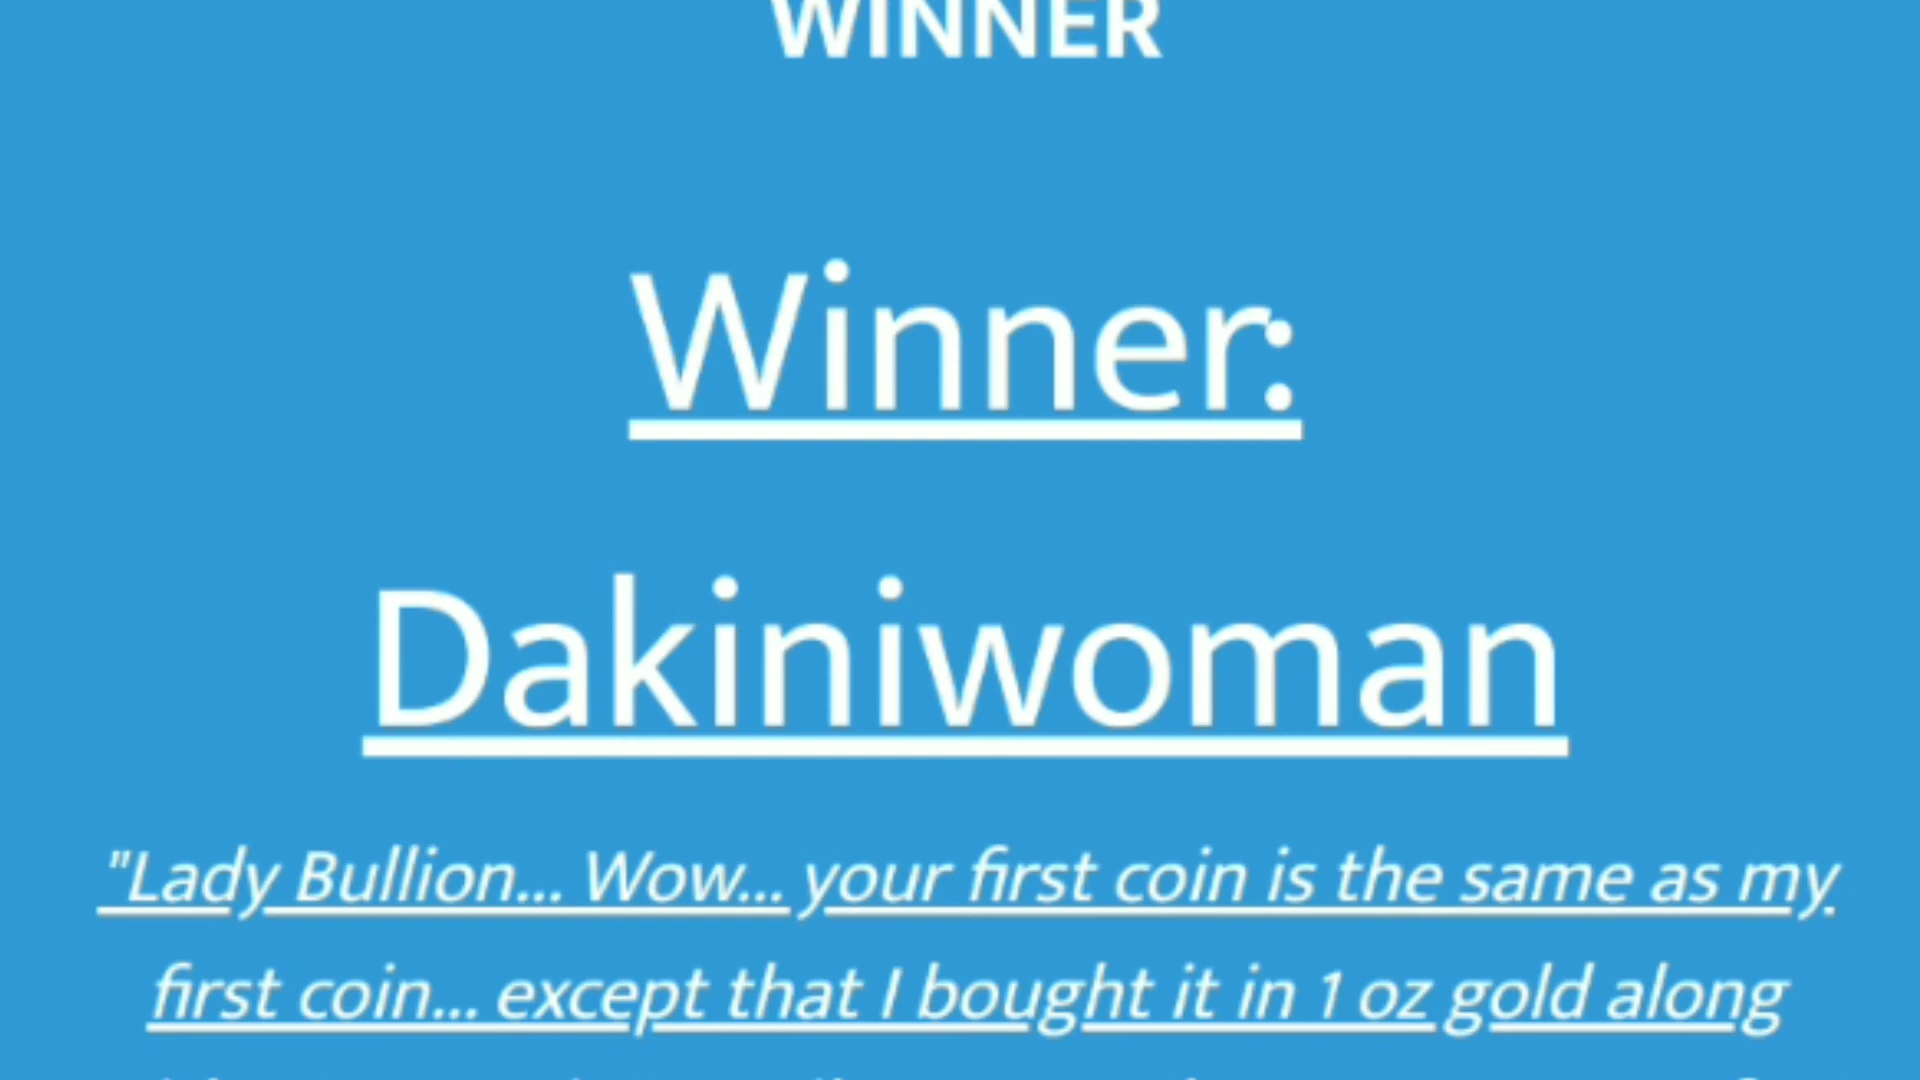 WINNER
Winner:
Dakiniwoman
"Lady Bullion... Wow... your first coin is the same as my
first coin... except that I bought it in 1 oz gold along